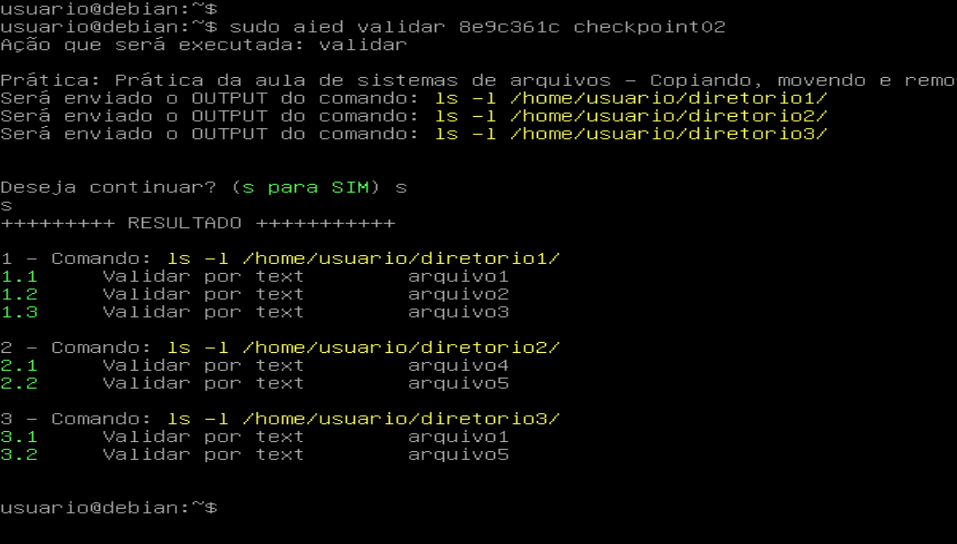 usuario@debian:~$
usuario@debian:~$ sudo aied validar 8e9c361c checkpoint02
Ação que será executada: validar
Prática: Prática da aula de sistemas de arquivos - Copiando, movendo e remo
Será enviado o OUTPUT do comando: ls -l /home/usuario/diretorio1/
Será enviado o OUTPUT do comando: ls -l /home/usuario/diretorio2/
Será enviado o OUTPUT do comando: ls -l /home/usuario/diretorio3/
Deseja continuar? (s para SIM) s
s
+++++++++ RESULTADO +++++++++++
1 - Comando: ls -l /home/usuario/diretorio1/
1.1 Validar por text arquivo1
1.2 Validar por text arquivo2
1.3 Validar por text arquivo3
2 - Comando: ls -l /home/usuario/diretorio2/
2.1 Validar por text arquivo4
2.2 Validar por text arquivo5
3 - Comando: ls -l /home/usuario/diretorio3/
3.1 Validar por text arquivo1
3.2 Validar por text arquivo5
usuario@debian:~$